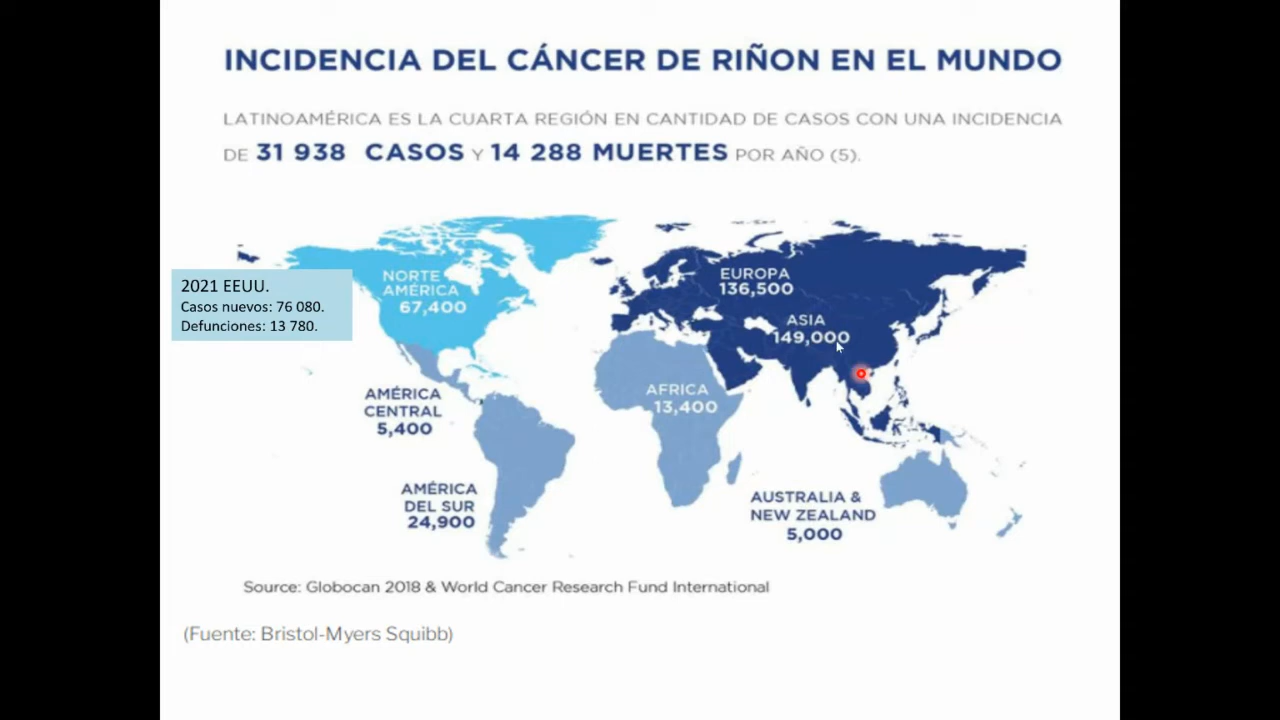 INCIDENCIA DEL CÁNCER DE RIÑON EN EL MUNDO
LATINOAMÉRICA ES LA CUARTA REGIÓN EN CANTIDAD DE CASOS CON UNA INCIDENCIA
DE 31 938 CASOS Y 14 288 MUERTES POR AÑO (5).
2021 EEUU.
Casos nuevos: 76 080.
Defunciones: 13 780.
NORTE
AMÉRICA
67,400
EUROPA
136,500
ASIA
149,000
AFRICA
13,400
AMÉRICA
CENTRAL
5,400
AMÉRICA
DEL SUR
24,900
AUSTRALIA &
NEW ZEALAND
5,000
Source: Globocan 2018 & World Cancer Research Fund International
(Fuente: Bristol-Myers Squibb)